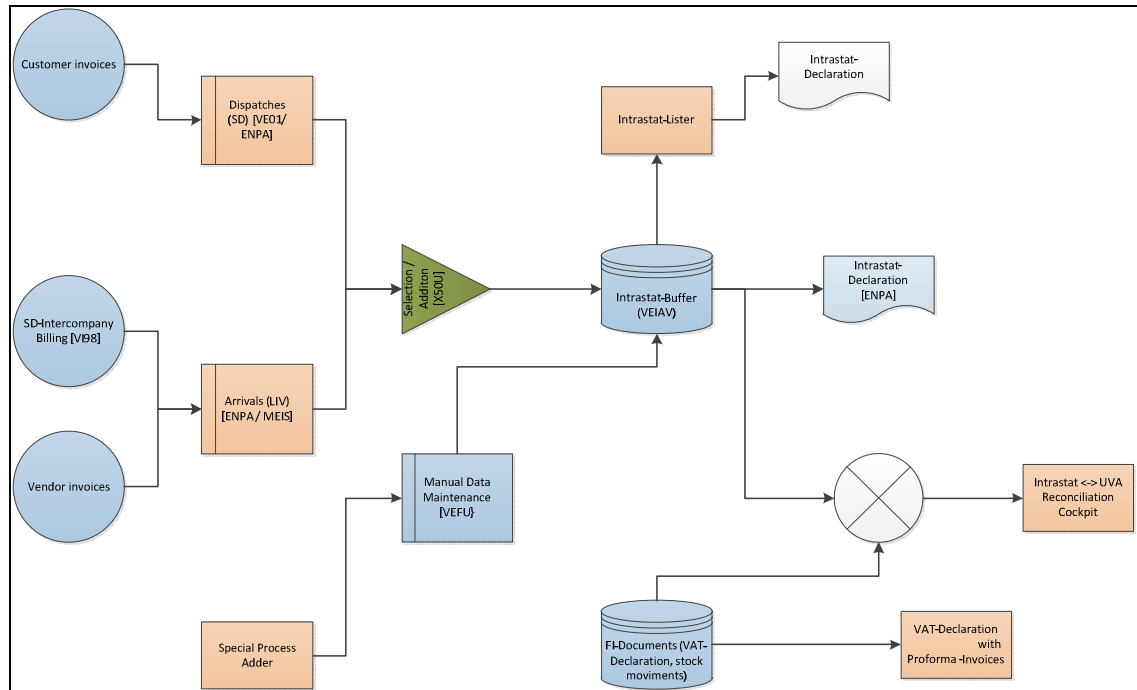 Customer invoices
Dispatches
(SD) [VE01/
ENPA]
Intrastat-Lister
Intrastat-
Declaration
SD-Intercompany
Billing [VI98]
Selection /
Additon
[X50U]
Intrastat-Buffer
(VEIAV)
Intrastat-
Declaration
[ENPA]
Arrivals (LIV)
[ENPA / MEIS]
Vendor invoices
Manual Data
Maintenance
[VEFU}
Intrastat <-> UVA
Reconciliation
Cockpit
Special Process
Adder
FI-Documents (VAT-
Declaration, stock
moviments)
VAT-Declaration
with
Proforma-Invoices